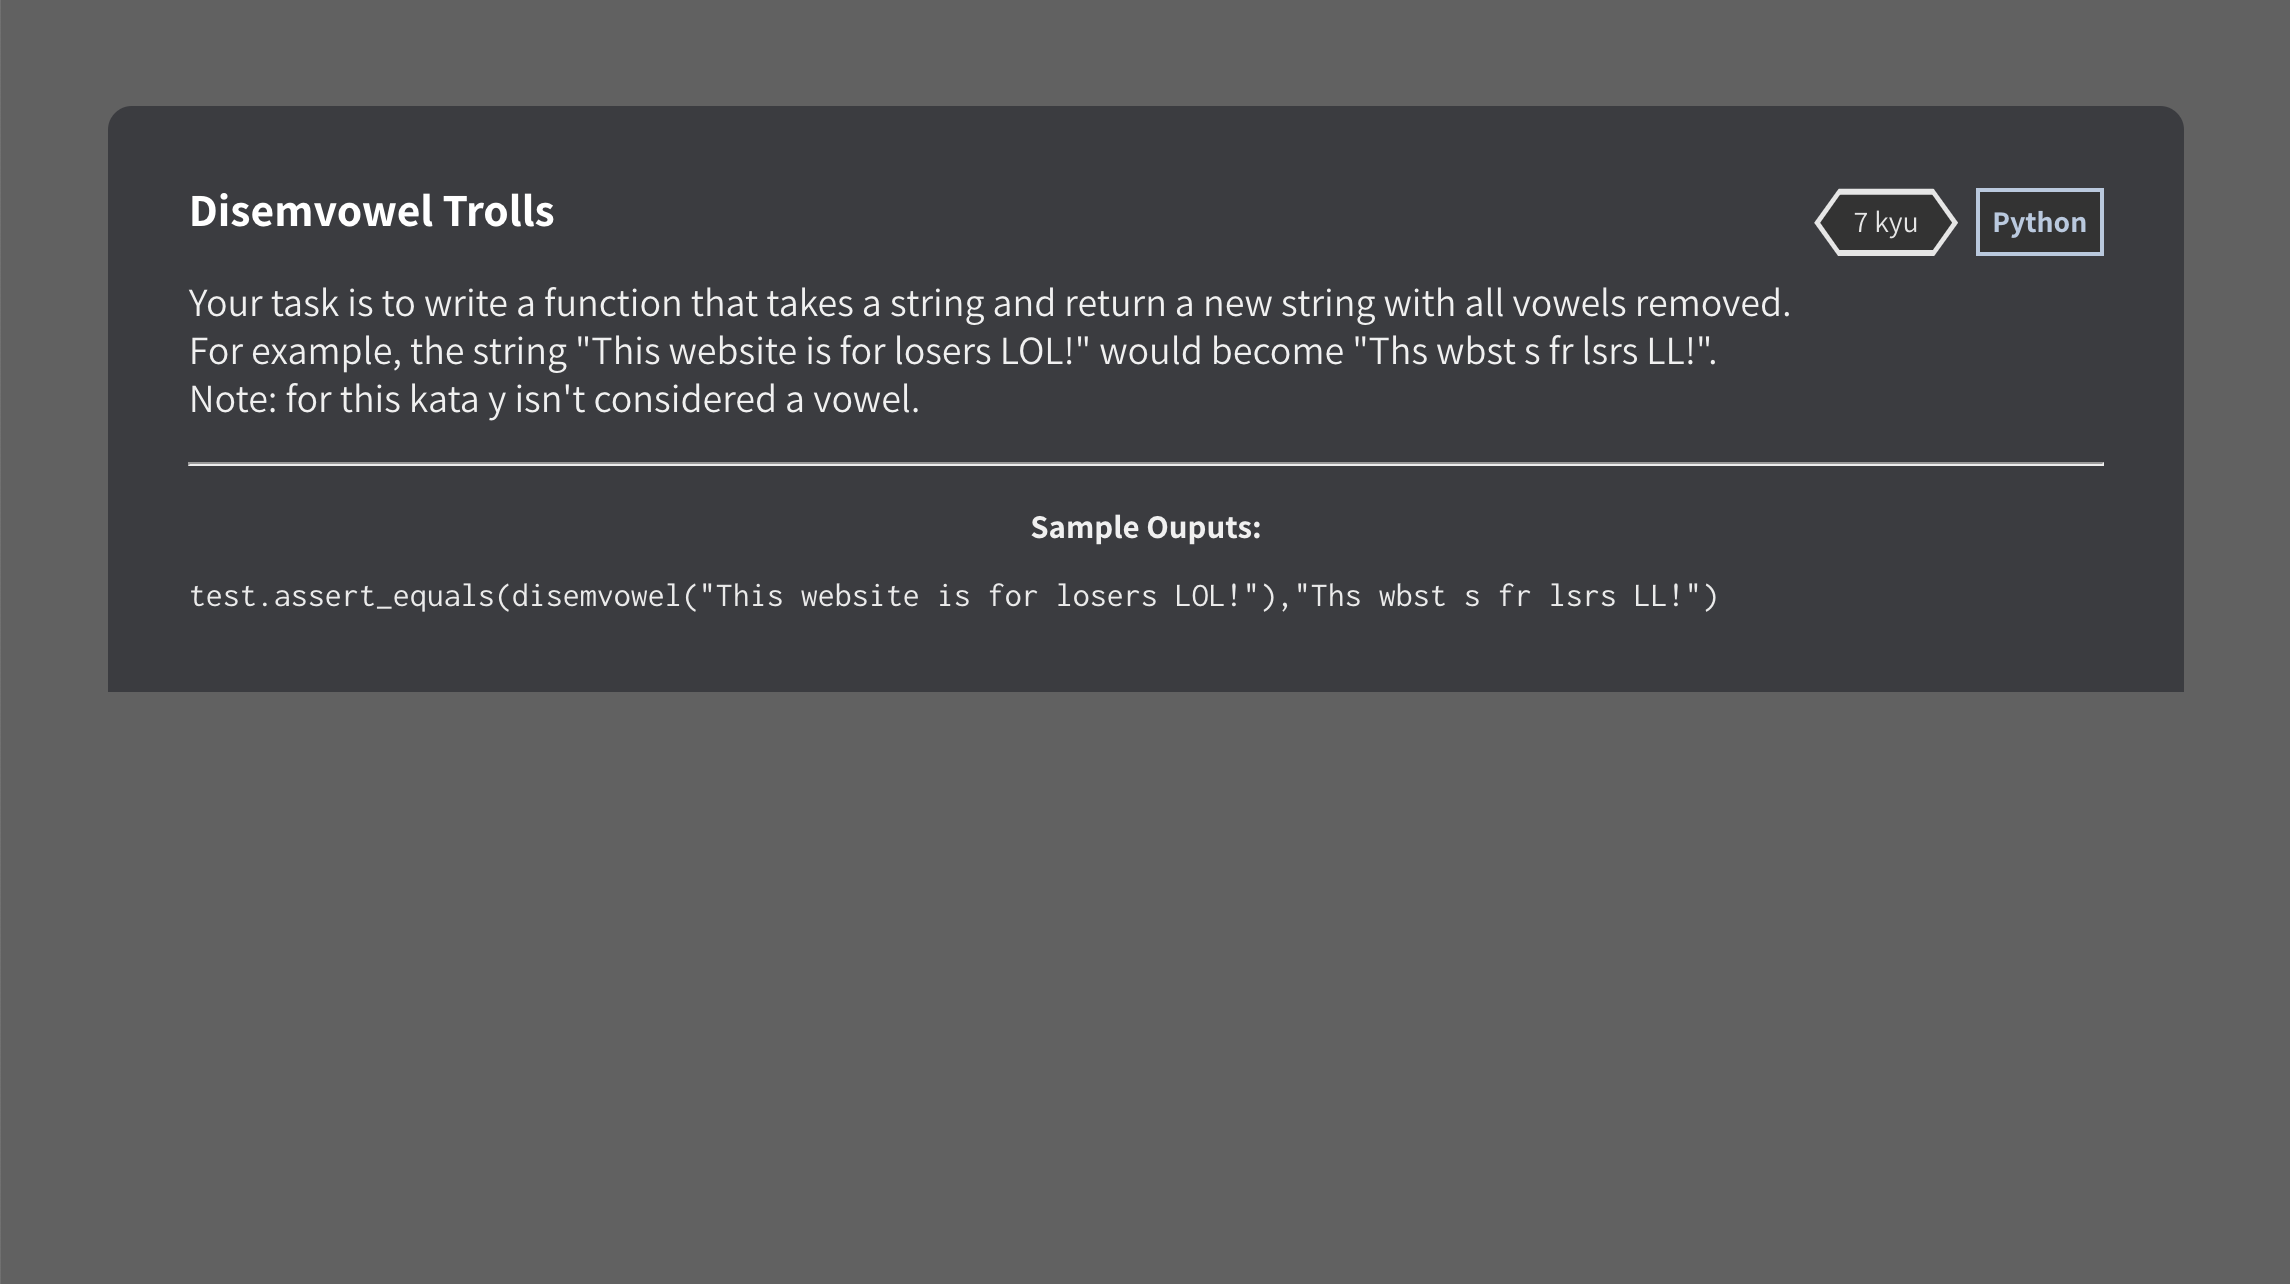 Disemvowel Trolls
7 kyu
Python
Your task is to write a function that takes a string and return a new string with all vowels removed.
For example, the string "This website is for losers LOL!" would become "Ths wbst s fr lsrs LL!".
Note: for this kata y isn't considered a vowel.
Sample Ouputs:
test.assert_equals(disemvowel("This website is for losers LOL!"),"Ths wbst s fr lsrs LL!")